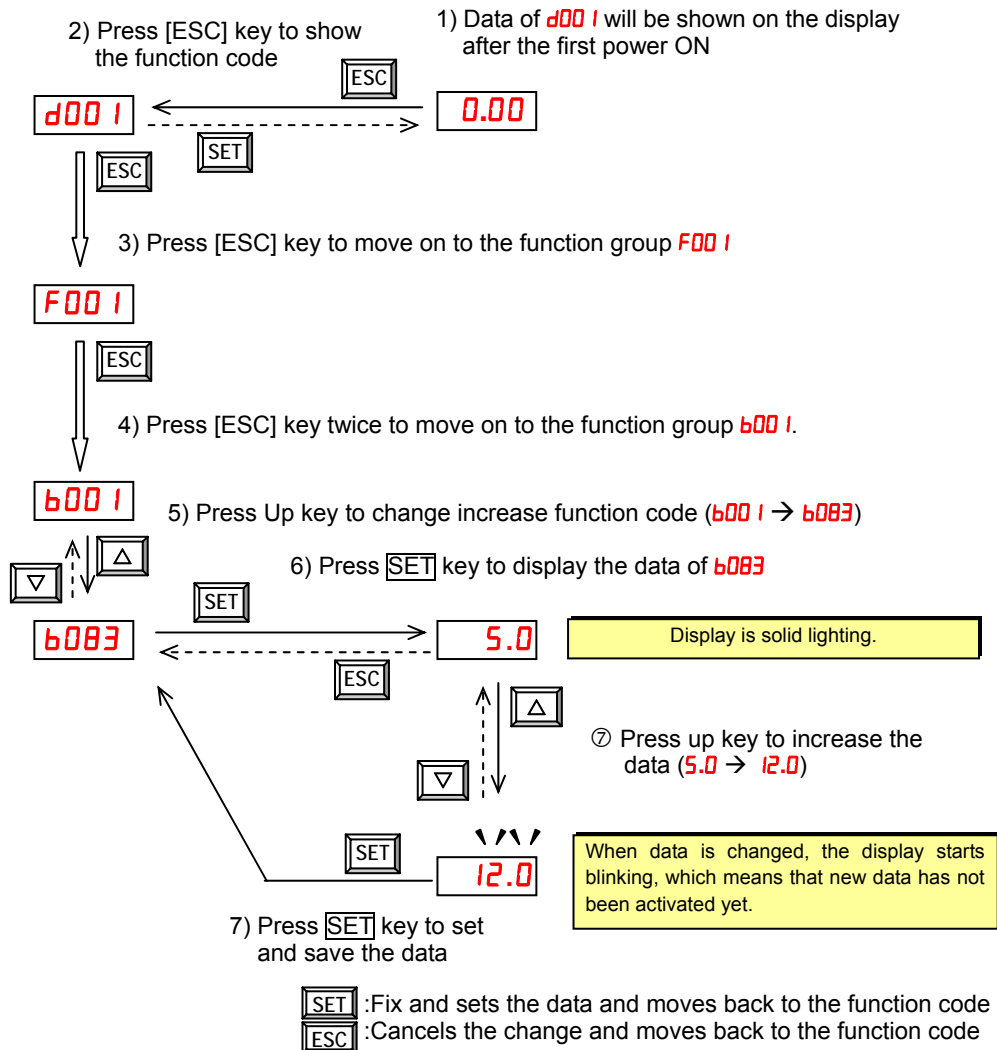 1) Data of d001 will be shown on the display
after the first power ON
2) Press [ESC] key to show
the function code
ESC
d001
0.00
SET
ESC
3) Press [ESC] key to move on to the function group F001
F001
ESC
4) Press [ESC] key twice to move on to the function group b001.
b001
5) Press Up key to change increase function code (b001 → b083)
△
▽
6) Press SET key to display the data of b083
SET
b083
5.0
Display is solid lighting.
ESC
△
⑦ Press up key to increase the
data (5.0 → 12.0)
▽
SET
12.0
When data is changed, the display starts
blinking, which means that new data has not
been activated yet.
7) Press SET key to set
and save the data
SET :Fix and sets the data and moves back to the function code
ESC :Cancels the change and moves back to the function code